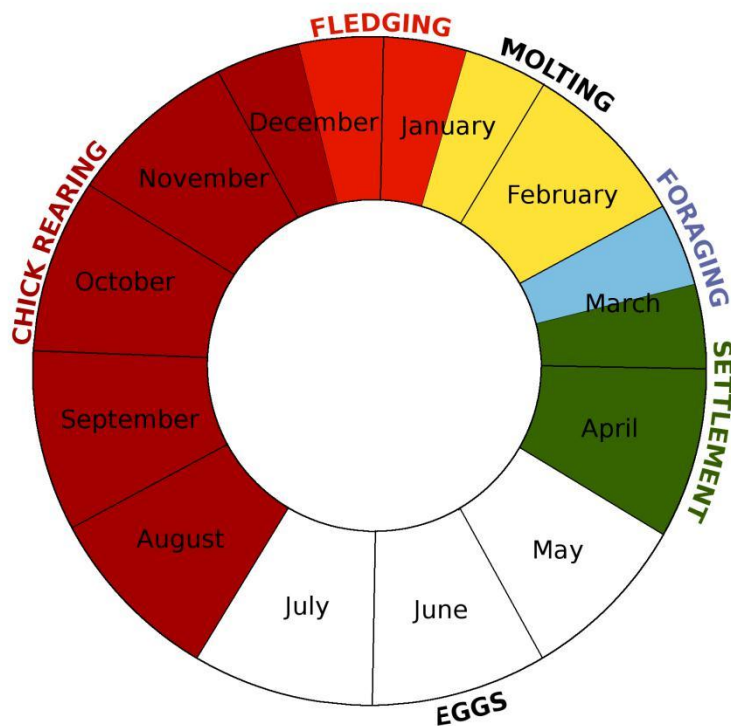 FLEDGING
MOLTING
FORAGING
SETTLEMENT
EGGS
CHICK REARING
January
February
March
April
May
June
July
August
September
October
November
December